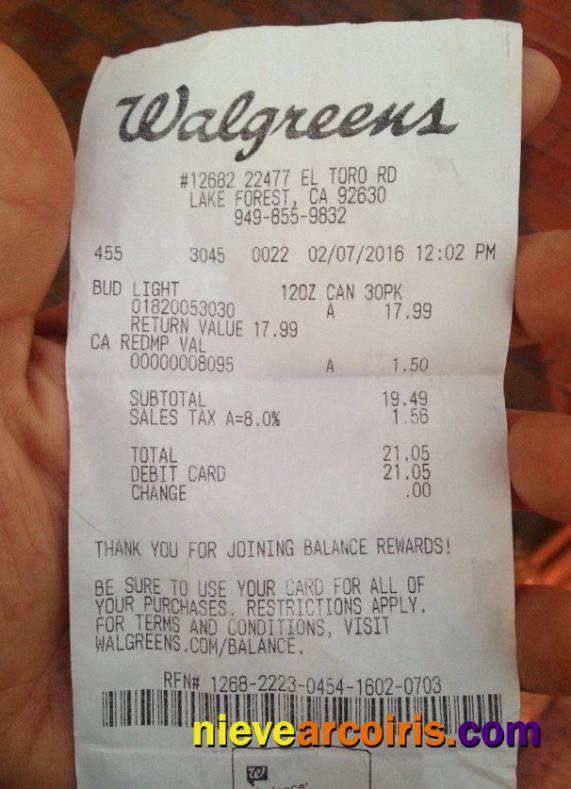 Walgreens
#12682 22477 EL TORO RD
LAKE FOREST, CA 92630
949-855-9832
455 3045 0022 02/07/2016 12:02 PM
BUD LIGHT 12OZ CAN 30PK
01820053030 A 17.99
RETURN VALUE 17.99
CA REDMP VAL
00000008095 A 1.50
SUBTOTAL 19.49
SALES TAX A=8.0% 1.56
TOTAL 21.05
DEBIT CARD 21.05
CHANGE .00
THANK YOU FOR JOINING BALANCE REWARDS!
BE SURE TO USE YOUR CARD FOR ALL OF
YOUR PURCHASES. RESTRICTIONS APPLY.
FOR TERMS AND CONDITIONS, VISIT
WALGREENS.COM/BALANCE.
RFN# 1268-2223-0454-1602-0703
nievearcoiris.com
W